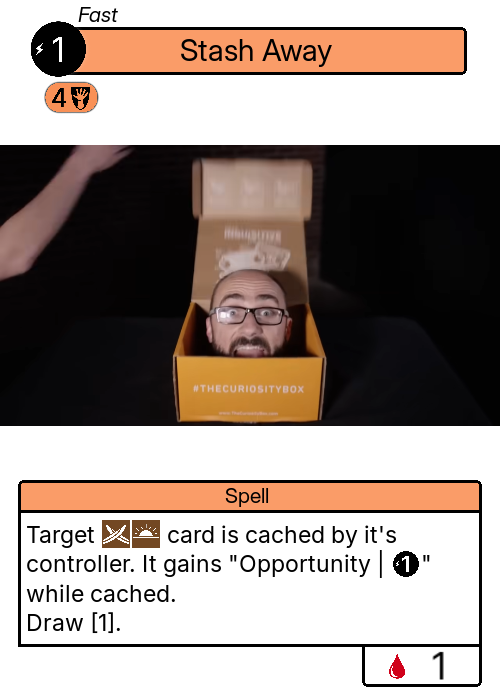 Fast
1
Stash Away
4
#THECURIOSITYBOX
Spell
Target card is cached by it's
controller. It gains "Opportunity | 1"
while cached.
Draw [1].
1